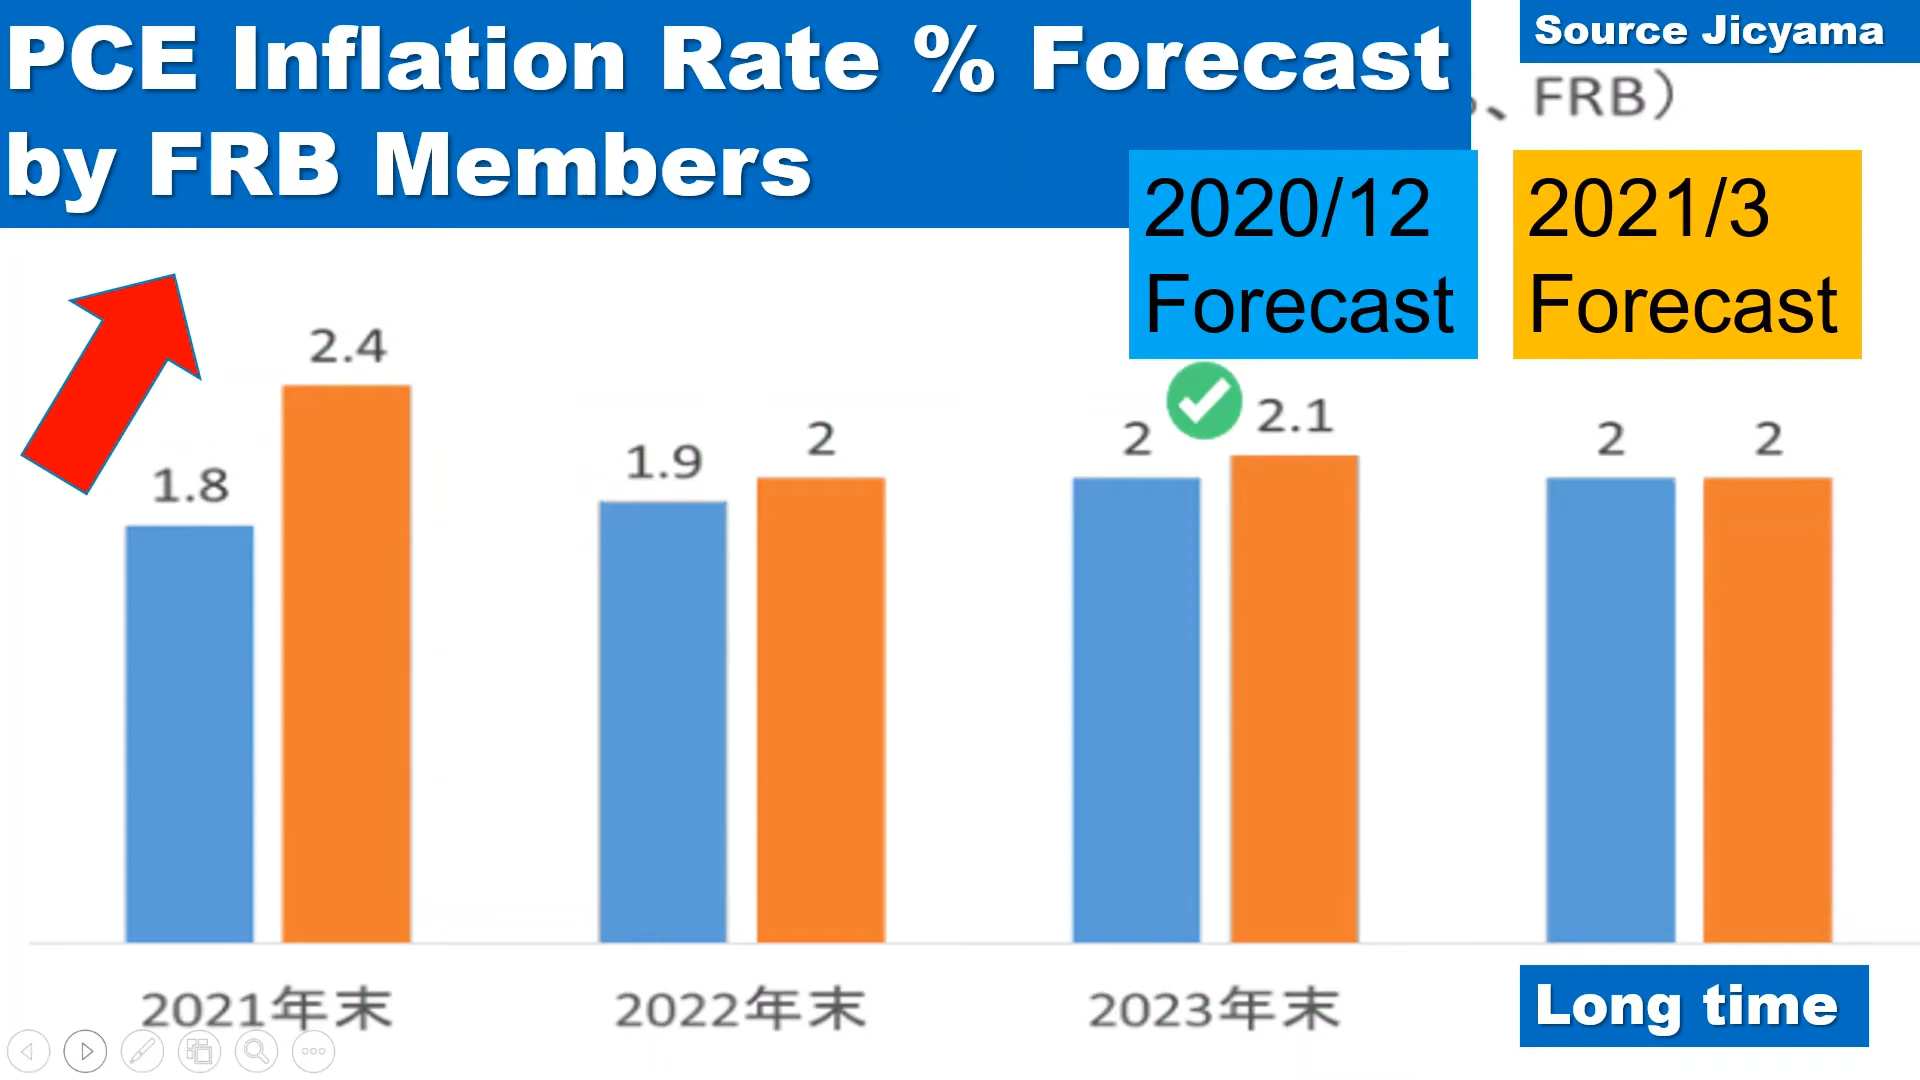 PCE Inflation Rate % Forecast
by FRB Members
Source Jicyama
、FRB）
2020/12
Forecast
2021/3
Forecast
1.8
2.4
1.9
2
2
2.1
2
2
2021年末
2022年末
2023年末
Long time